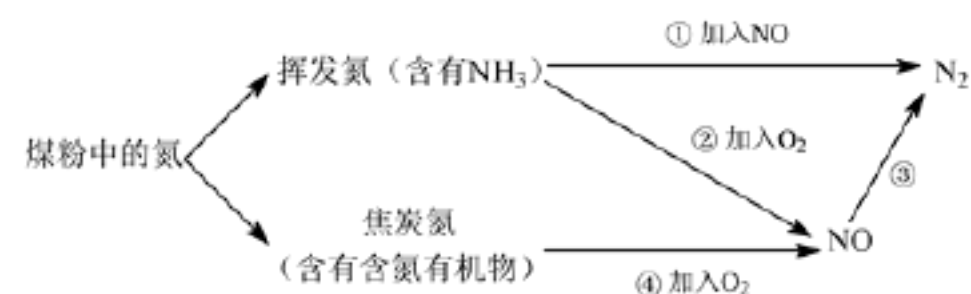 ① 加入NO
挥发氮（含有NH₃）
N₂
② 加入O₂
煤粉中的氮
③
焦炭氮
NO
（含有含氮有机物）
④ 加入O₂